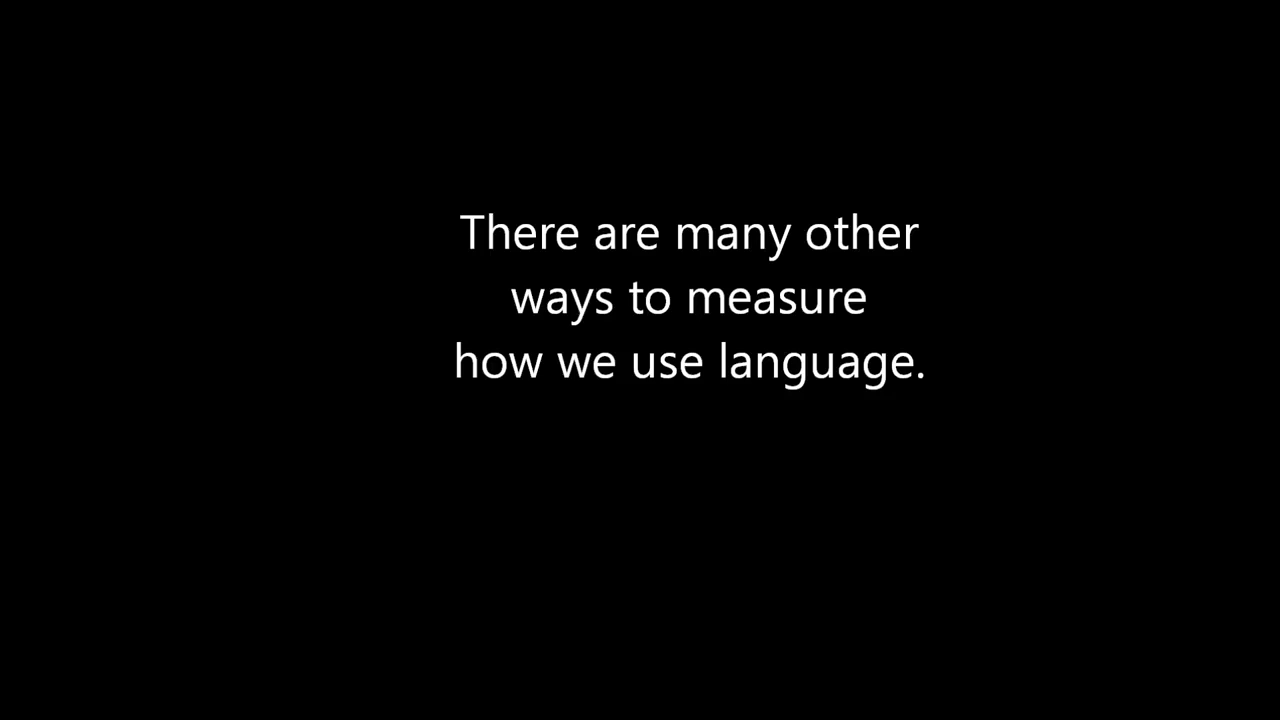 There are many other
ways to measure
how we use language.